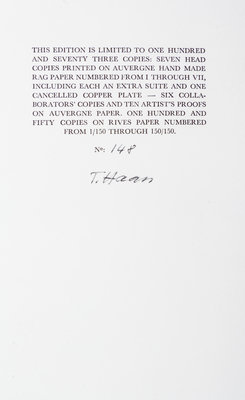 THIS EDITION IS LIMITED TO ONE HUNDRED
AND SEVENTY THREE COPIES: SEVEN HEAD
COPIES PRINTED ON AUVERGNE HAND MADE
RAG PAPER NUMBERED FROM I THROUGH VII,
INCLUDING EACH AN EXTRA SUITE AND ONE
CANCELLED COPPER PLATE — SIX COLLA-
BORATORS' COPIES AND TEN ARTIST'S PROOFS
ON AUVERGNE PAPER. ONE HUNDRED AND
FIFTY COPIES ON RIVES PAPER NUMBERED
FROM 1/150 THROUGH 150/150.
No: 148
T. Haan